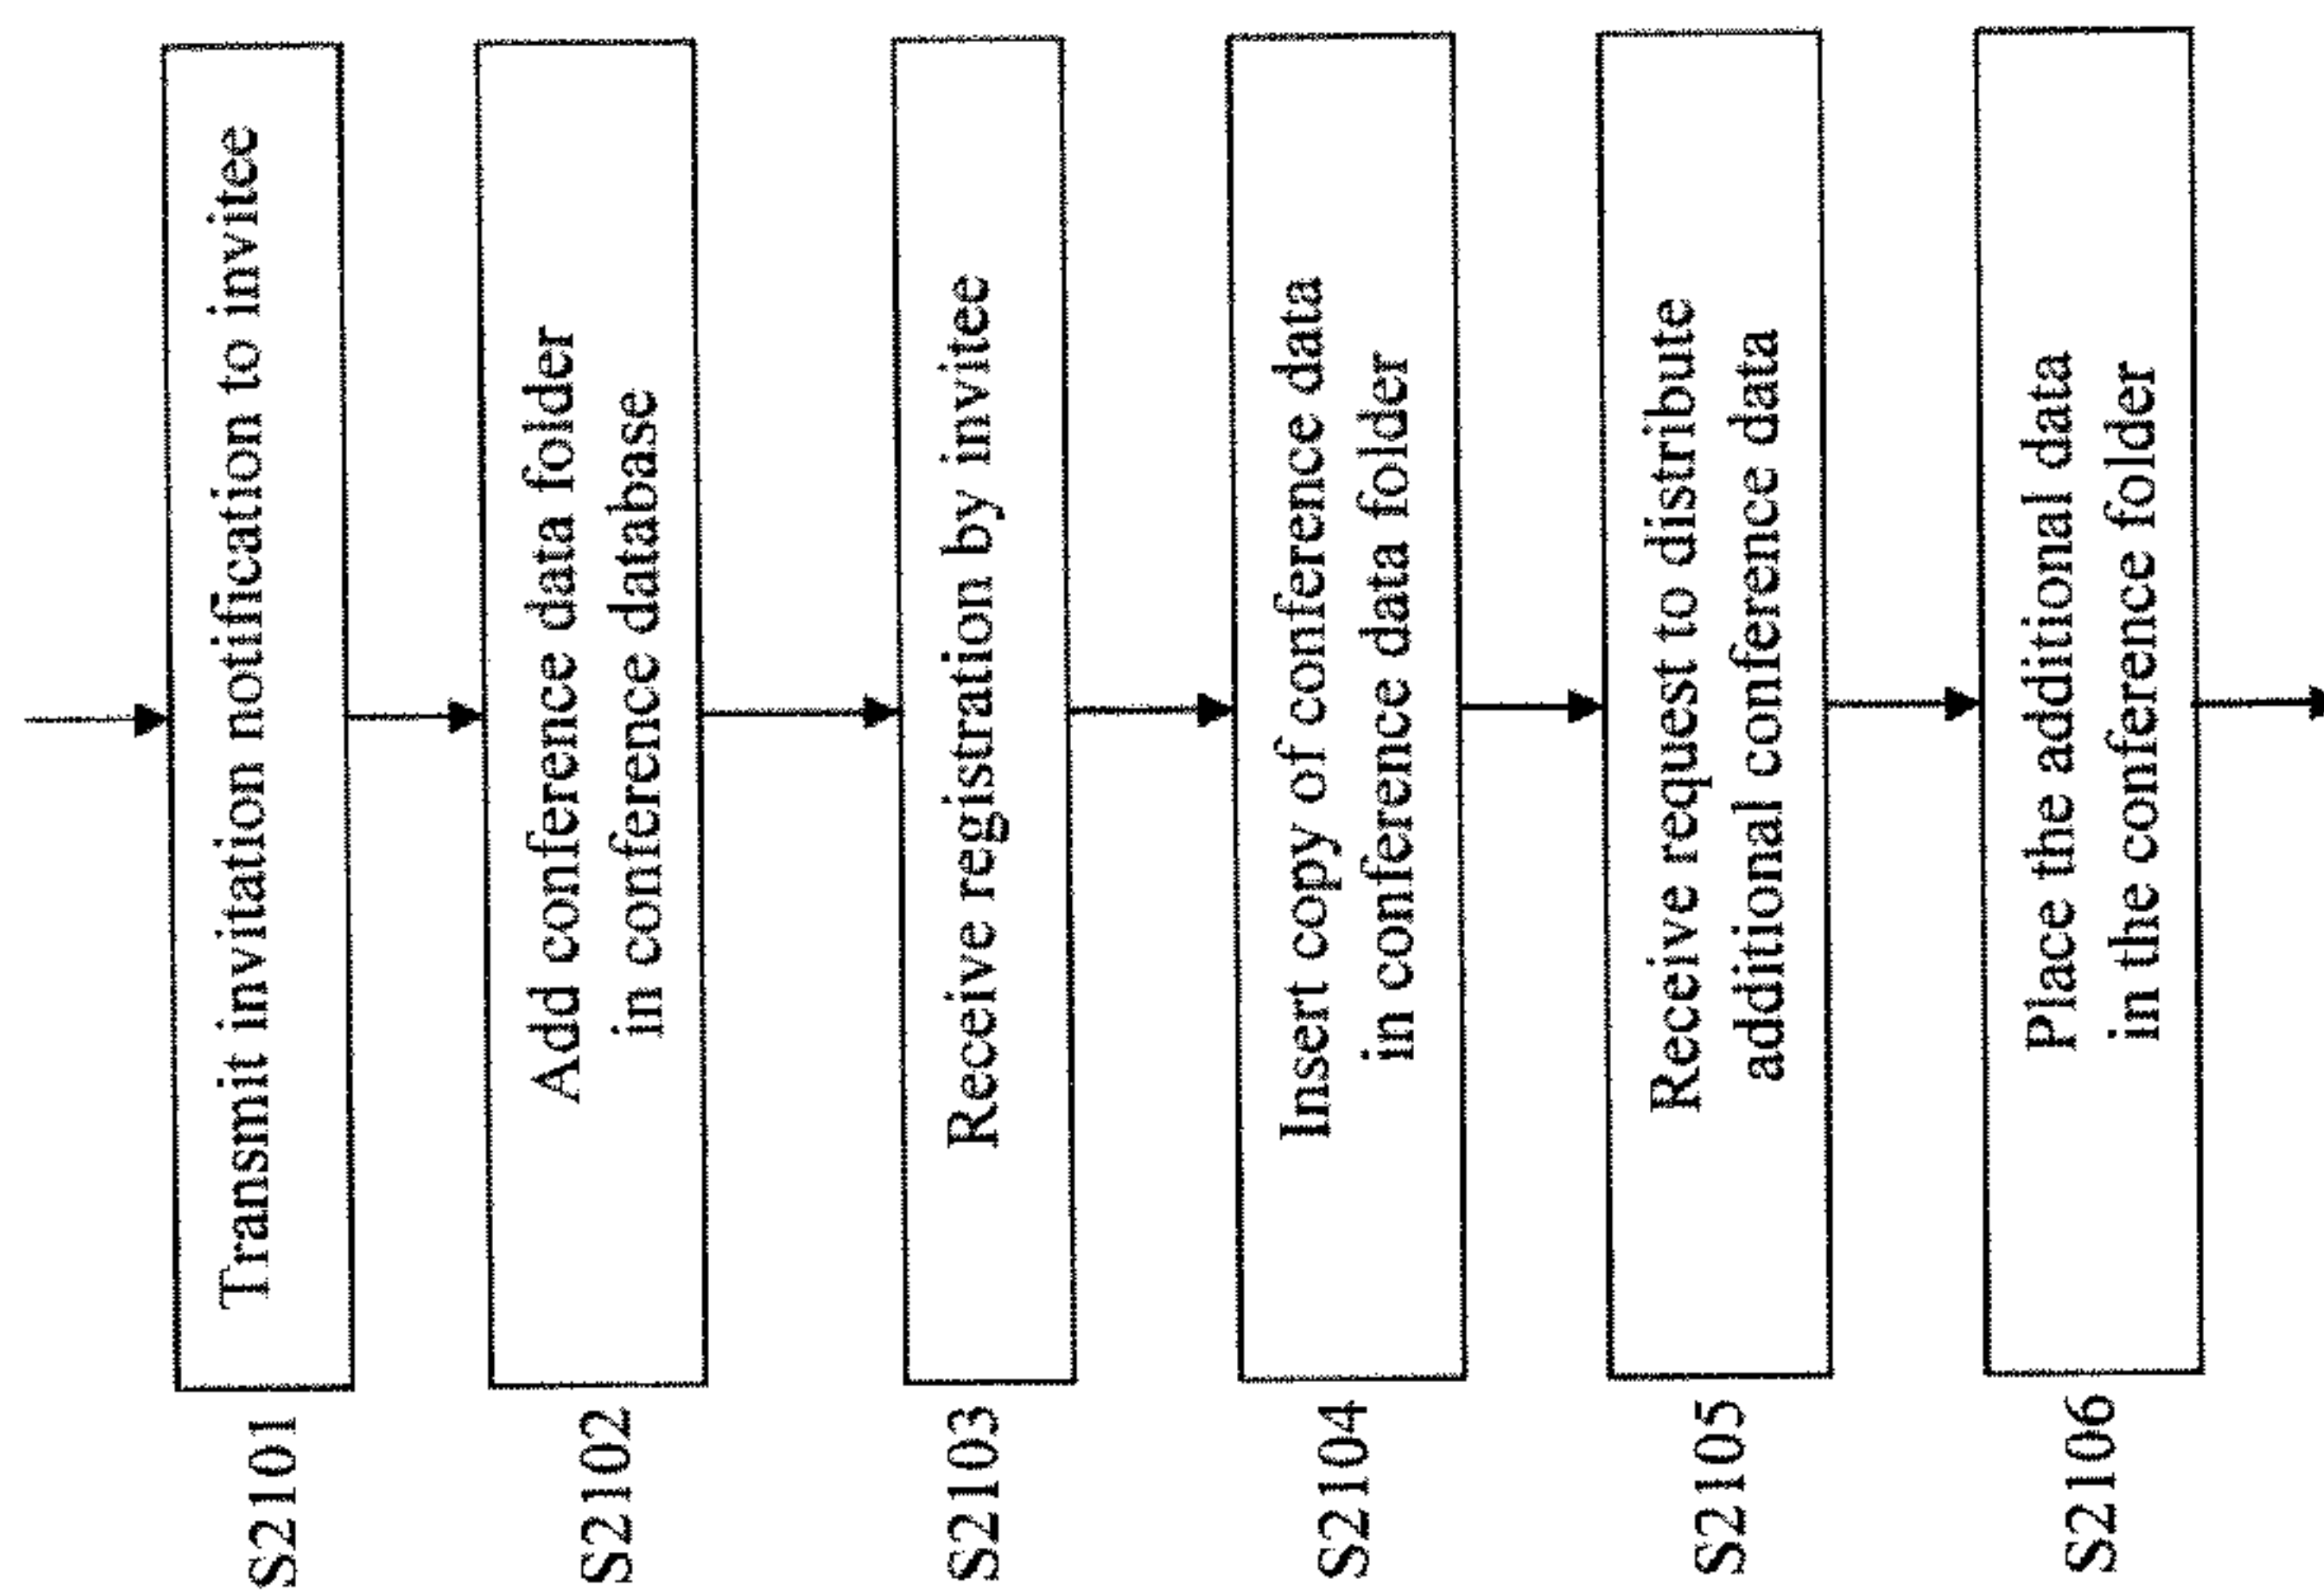 S2101
Transmit invitation notification to invitee
S2102
Add conference data folder
in conference database
S2103
Receive registration by invitee
S2104
Insert copy of conference data
in conference data folder
S2105
Receive request to distribute
additional conference data
S2106
Place the additional data
in the conference folder